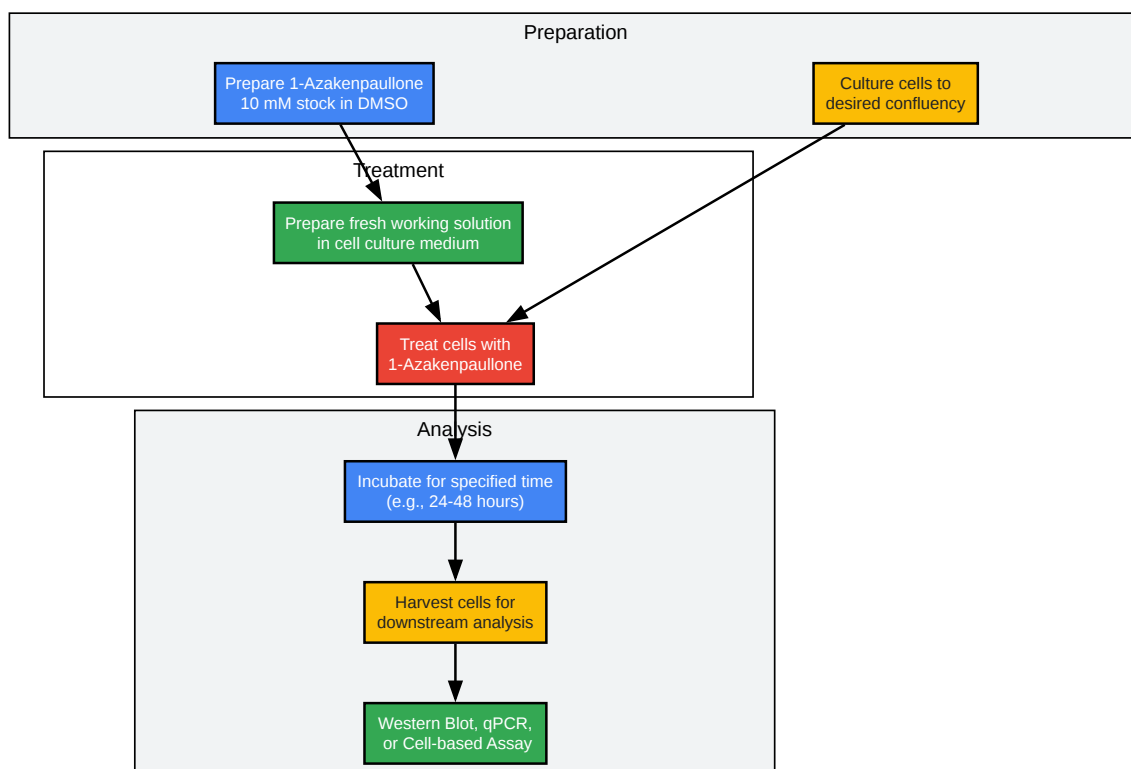 Preparation
Prepare 1-Azakenpaullone
10 mM stock in DMSO
Culture cells to
desired confluency
Treatment
Prepare fresh working solution
in cell culture medium
Treat cells with
1-Azakenpaullone
Analysis
Incubate for specified time
(e.g., 24-48 hours)
Harvest cells for
downstream analysis
Western Blot, qPCR,
or Cell-based Assay